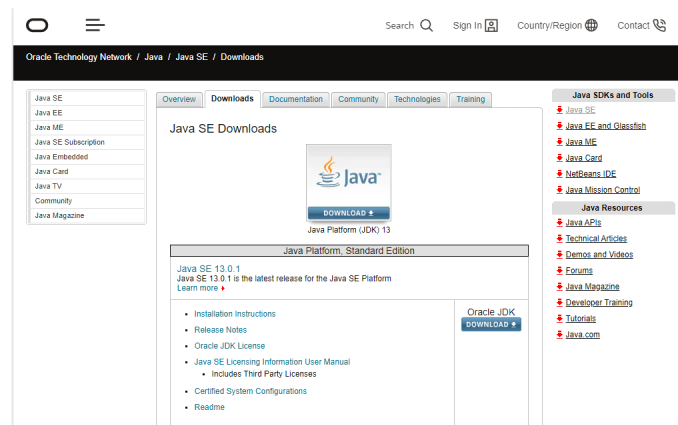 Search
Sign In
Country/Region
Contact
Oracle Technology Network / Java / Java SE / Downloads
Java SE
Java EE
Java ME
Java SE Subscription
Java Embedded
Java Card
Java TV
Community
Java Magazine
Overview
Downloads
Documentation
Community
Technologies
Training
Java SE Downloads
Java
DOWNLOAD
Java Platform (JDK) 13
Java Platform, Standard Edition
Java SE 13.0.1
Java SE 13.0.1 is the latest release for the Java SE Platform
Learn more
Installation Instructions
Release Notes
Oracle JDK License
Java SE Licensing Information User Manual
Includes Third Party Licenses
Certified System Configurations
Readme
Oracle JDK
DOWNLOAD
Java SDKs and Tools
Java SE
Java EE and Glassfish
Java ME
Java Card
NetBeans IDE
Java Mission Control
Java Resources
Java APIs
Technical Articles
Demos and Videos
Forums
Java Magazine
Developer Training
Tutorials
Java.com